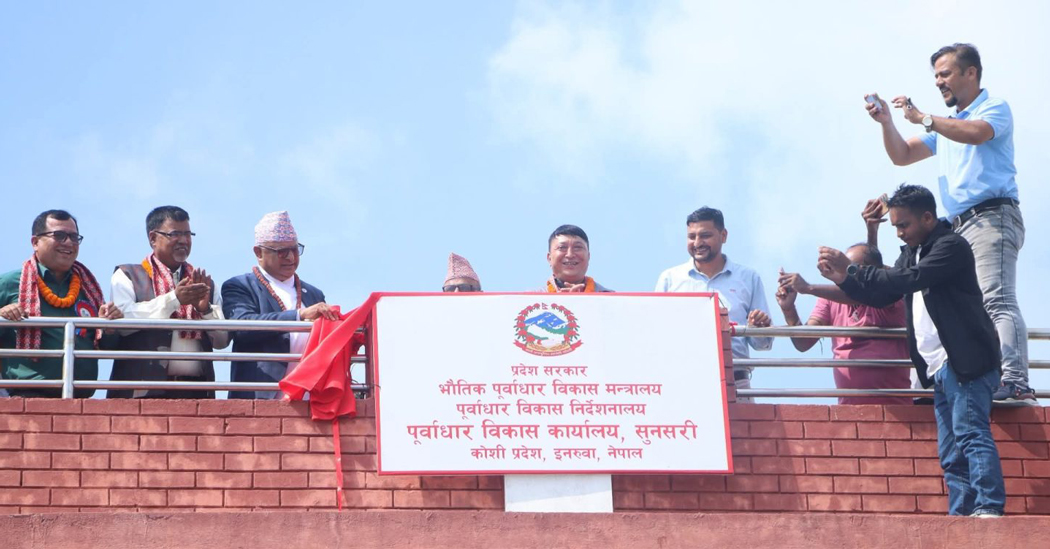 प्रदेश सरकार
भौतिक पूर्वाधार विकास मन्त्रालय
पूर्वाधार विकास निर्देशनालय
पूर्वाधार विकास कार्यालय, सुनसरी
कोशी प्रदेश, इनरुवा, नेपाल